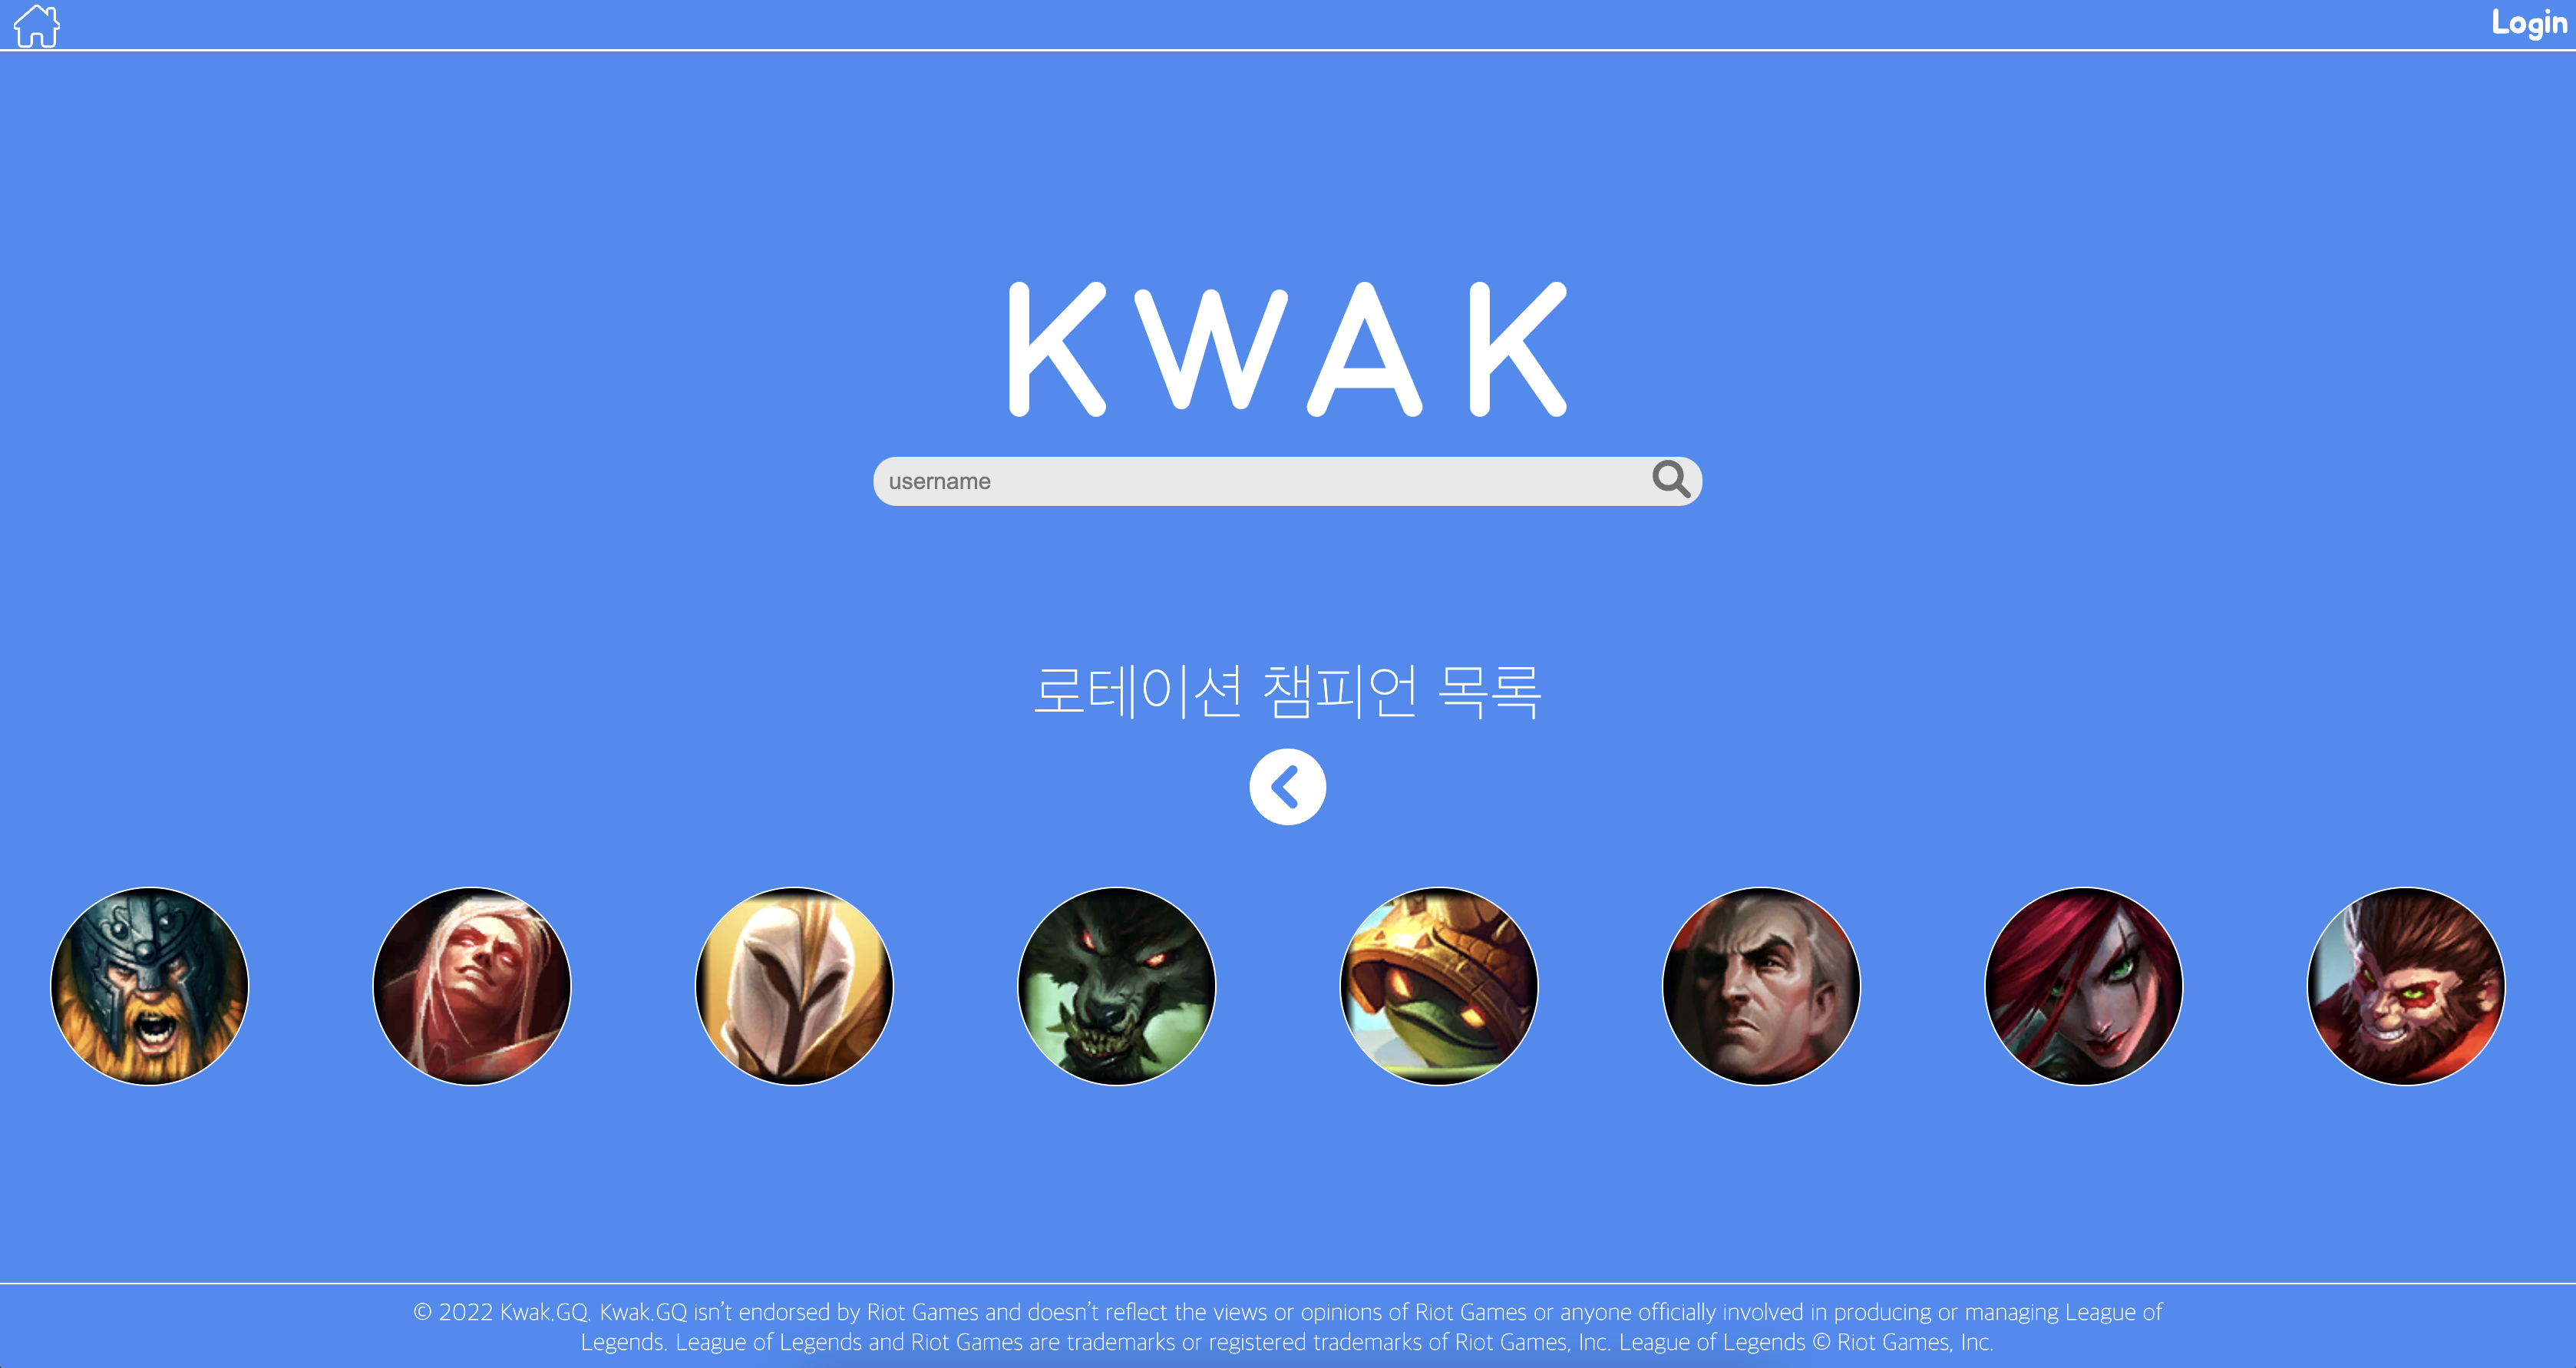 Login
KWAK
username
로테이션 챔피언 목록
© 2022 Kwak.GQ. Kwak.GQ isn’t endorsed by Riot Games and doesn’t reflect the views or opinions of Riot Games or anyone officially involved in producing or managing League of
Legends. League of Legends and Riot Games are trademarks or registered trademarks of Riot Games, Inc. League of Legends © Riot Games, Inc.